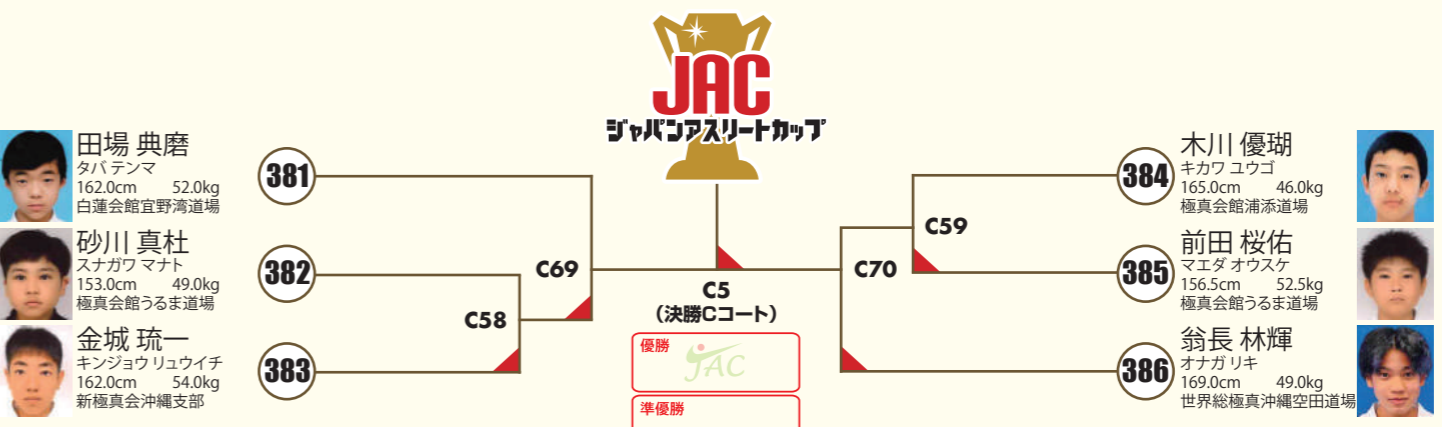 JAC
ジャパンアスリートカップ
田場 典磨
タバ テンマ
162.0cm 52.0kg
白蓮会館宜野湾道場
381
砂川 真杜
スナガワ マナト
153.0cm 49.0kg
極真会館うるま道場
382
金城 琉一
キンジョウ リュウイチ
162.0cm 54.0kg
新極真会沖縄支部
383
C58
C69
C5
(決勝Cコート)
優勝
JAC
準優勝
C70
C59
384
木川 優瑚
キカワ ユウゴ
165.0cm 46.0kg
極真会館浦添道場
385
前田 桜佑
マエダ オウスケ
156.5cm 52.5kg
極真会館うるま道場
386
翁長 林輝
オナガ リキ
169.0cm 49.0kg
世界総極真沖縄空田道場